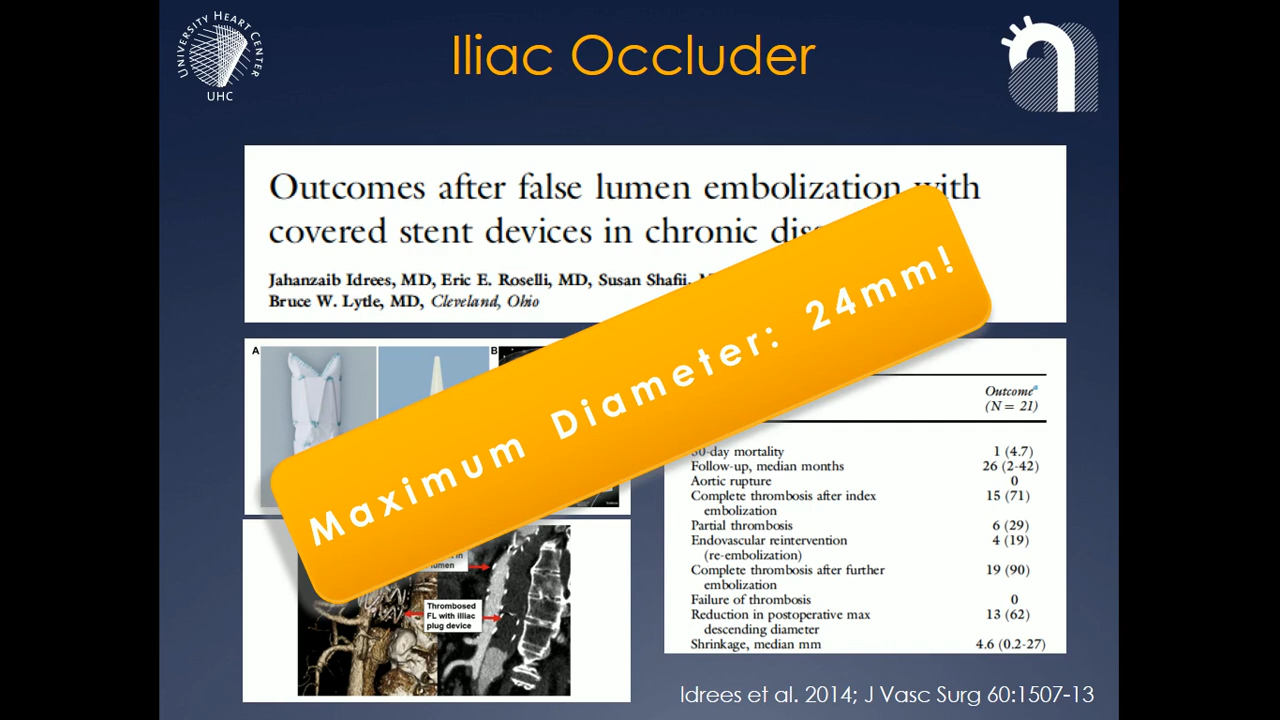 UNIVERSITY HEART CENTER
UHC
Iliac Occluder
Outcomes after false lumen embolization with
covered stent devices in chronic
Jahanzaib Idrees, MD, Eric E. Roselli, MD, Susan Shafii,
Bruce W. Lytle, MD, Cleveland, Ohio
Maximum Diameter: 24mm!
A
B
Outcomeª
(N = 21)
mortality 1 (4.7)
Follow-up, median months 26 (2-42)
Aortic rupture 0
Complete thrombosis after index 15 (71)
embolization
Partial thrombosis 6 (29)
Endovascular reintervention 4 (19)
(re-embolization)
Complete thrombosis after further 19 (90)
embolization
Failure of thrombosis 0
Reduction in postoperative max 13 (62)
descending diameter
Shrinkage, median mm 4.6 (0.2-27)
in
lumen
Thrombosed
FL with illiac
plug device
Idrees et al. 2014; J Vasc Surg 60:1507-13